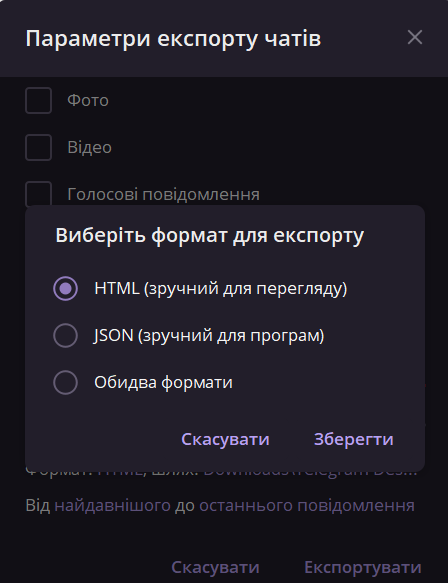 Параметри експорту чатів
Фото
Відео
Голосові повідомлення
Виберіть формат для експорту
HTML (зручний для перегляду)
JSON (зручний для програм)
Обидва формати
Скасувати Зберегти
Формат: HTML, шлях: Downloads\Telegram Des...
Від найдавнішого до останнього повідомлення
Скасувати Експортувати